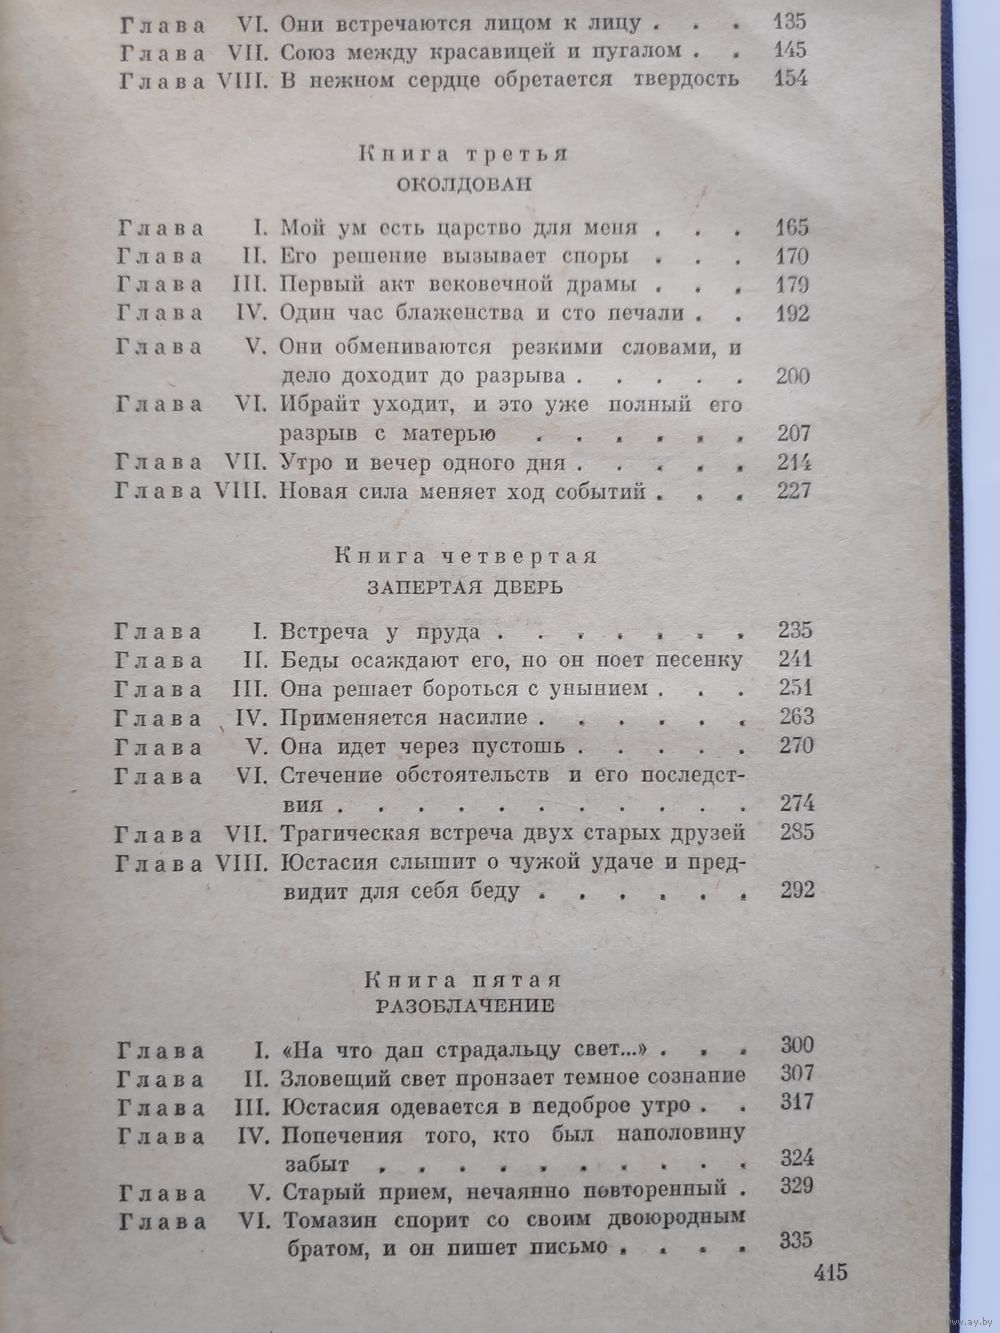 Глава VI. Они встречаются лицом к лицу . . . 135
Глава VII. Союз между красавицей и пугалом . . 145
Глава VIII. В нежном сердце обретается твердость 154
Книга третья
ОКОЛДОВАН
Глава I. Мой ум есть царство для меня . . . 165
Глава II. Его решение вызывает споры . . . 170
Глава III. Первый акт вековечной драмы . . . 179
Глава IV. Один час блаженства и сто печали . . 192
Глава V. Они обмениваются резкими словами, и
дело доходит до разрыва . . . . . 200
Глава VI. Ибрайт уходит, и это уже полный его
разрыв с матерью . . . . . . 207
Глава VII. Утро и вечер одного дня . . . . . 214
Глава VIII. Новая сила меняет ход событий . . . 227
Книга четвертая
ЗАПЕРТАЯ ДВЕРЬ
Глава I. Встреча у пруда . . . . . . . 235
Глава II. Беды осаждают его, но он поет песенку 241
Глава III. Она решает бороться с унынием . . . 251
Глава IV. Применяется насилие . . . . . . 263
Глава V. Она идет через пустошь . . . . . 270
Глава VI. Стечение обстоятельств и его последст-
вия . . . . . . . . . . . 274
Глава VII. Трагическая встреча двух старых друзей 285
Глава VIII. Юстасия слышит о чужой удаче и пред-
видит для себя беду . . . . . . 292
Книга пятая
РАЗОБЛАЧЕНИЕ
Глава I. «На что дан страдальцу свет...» . . . 300
Глава II. Зловещий свет пронзает темное сознание 307
Глава III. Юстасия одевается в недоброе утро . . 317
Глава IV. Попечения того, кто был наполовину
забыт . . . . . . . . . . 324
Глава V. Старый прием, нечаянно повторенный . 329
Глава VI. Томазин спорит со своим двоюродным
братом, и он пишет письмо . . . . 335
415
www.ay.by